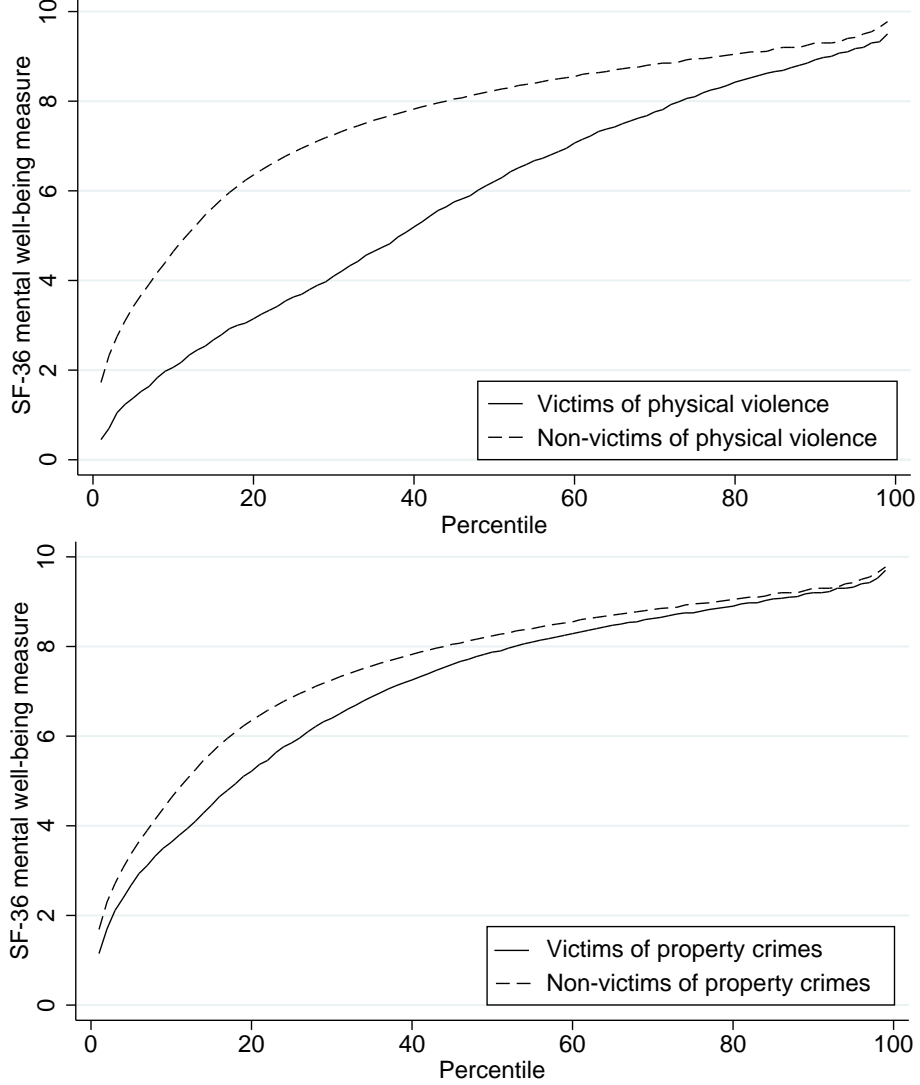 SF-36 mental well-being measure
10
8
6
4
2
0
Victims of physical violence
Non-victims of physical violence
0 20 40 60 80 100
Percentile
SF-36 mental well-being measure
10
8
6
4
2
0
Victims of property crimes
Non-victims of property crimes
0 20 40 60 80 100
Percentile